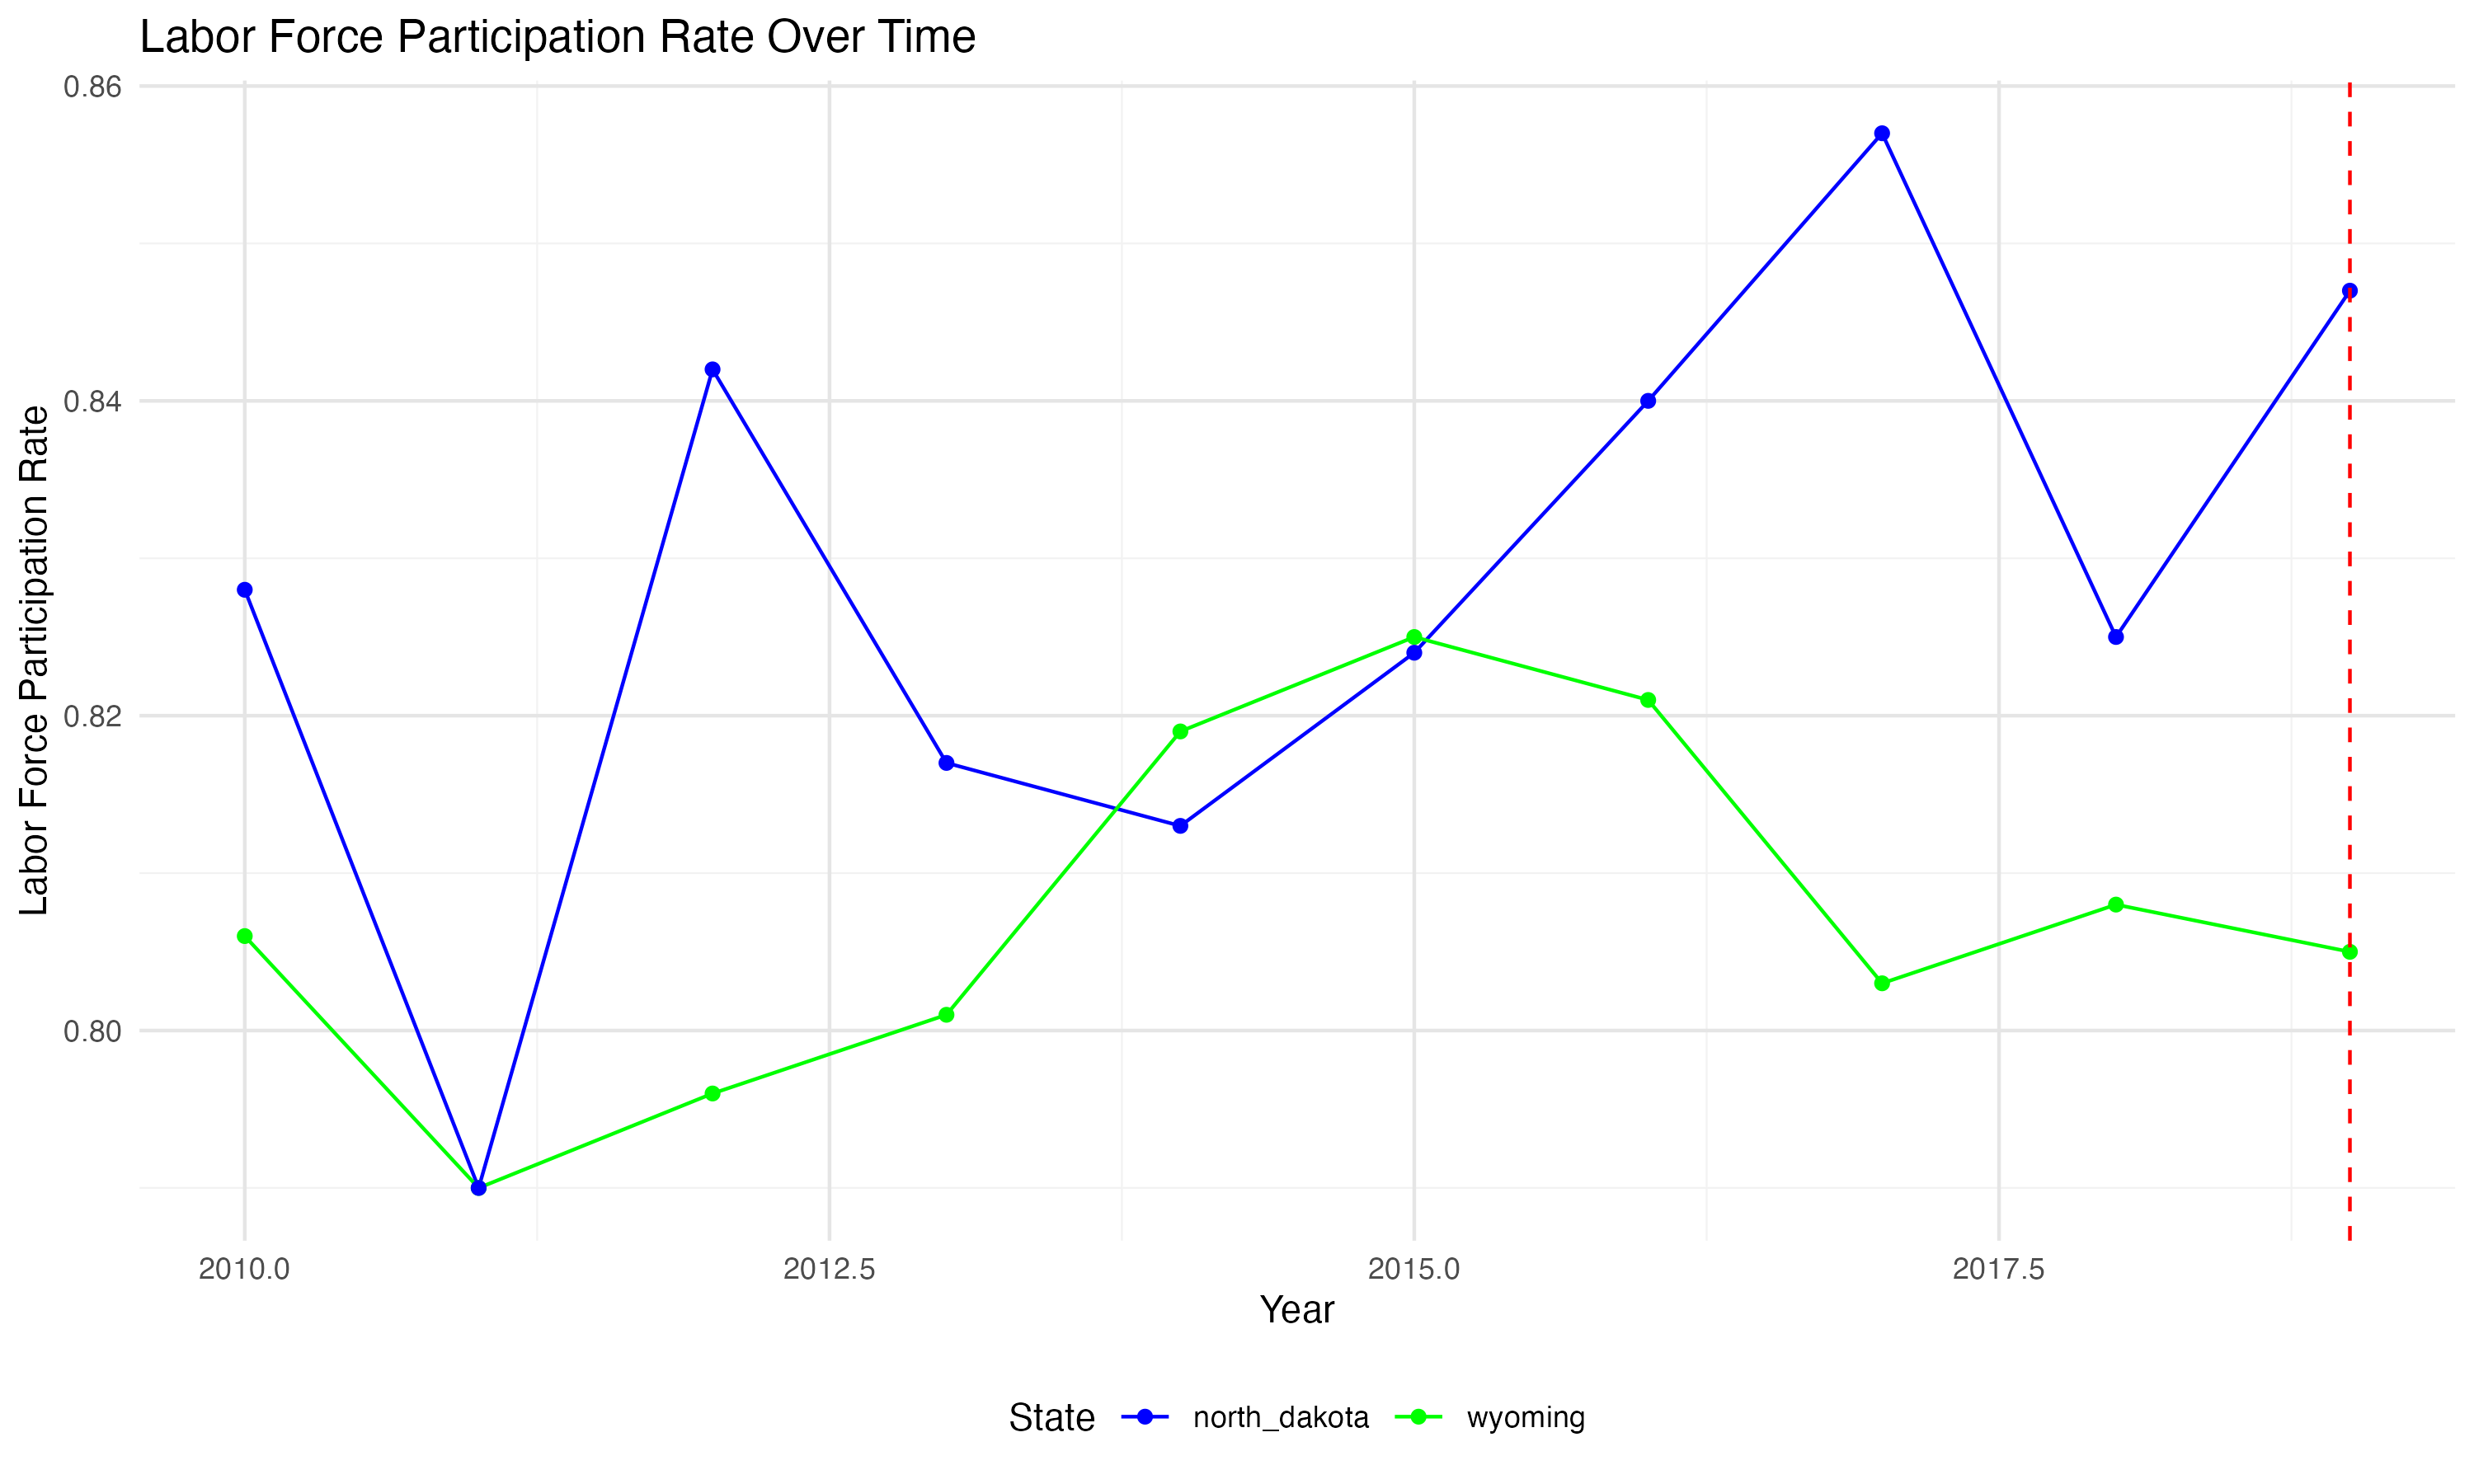 Labor Force Participation Rate Over Time
Labor Force Participation Rate
0.86
0.84
0.82
0.80
2010.0 2012.5 2015.0 2017.5
Year
State north_dakota wyoming